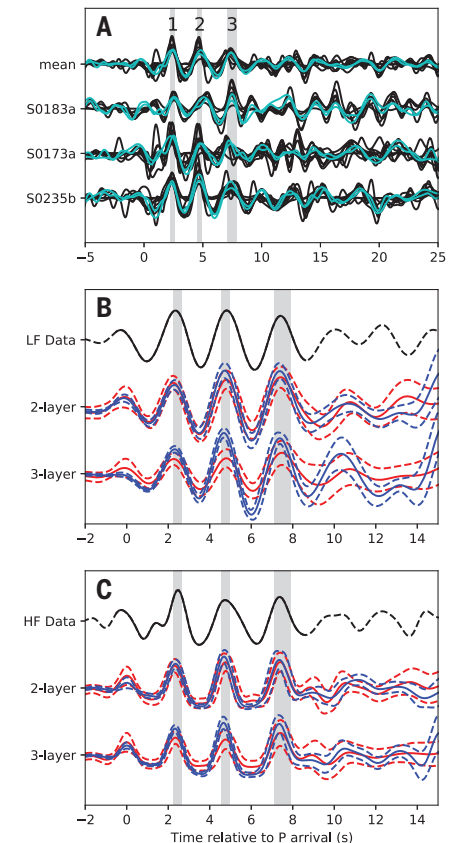 A
1 2 3
mean
S0183a
S0173a
S0235b
−5 0 5 10 15 20 25
B
LF Data
2-layer
3-layer
−2 0 2 4 6 8 10 12 14
C
HF Data
2-layer
3-layer
−2 0 2 4 6 8 10 12 14
Time relative to P arrival (s)